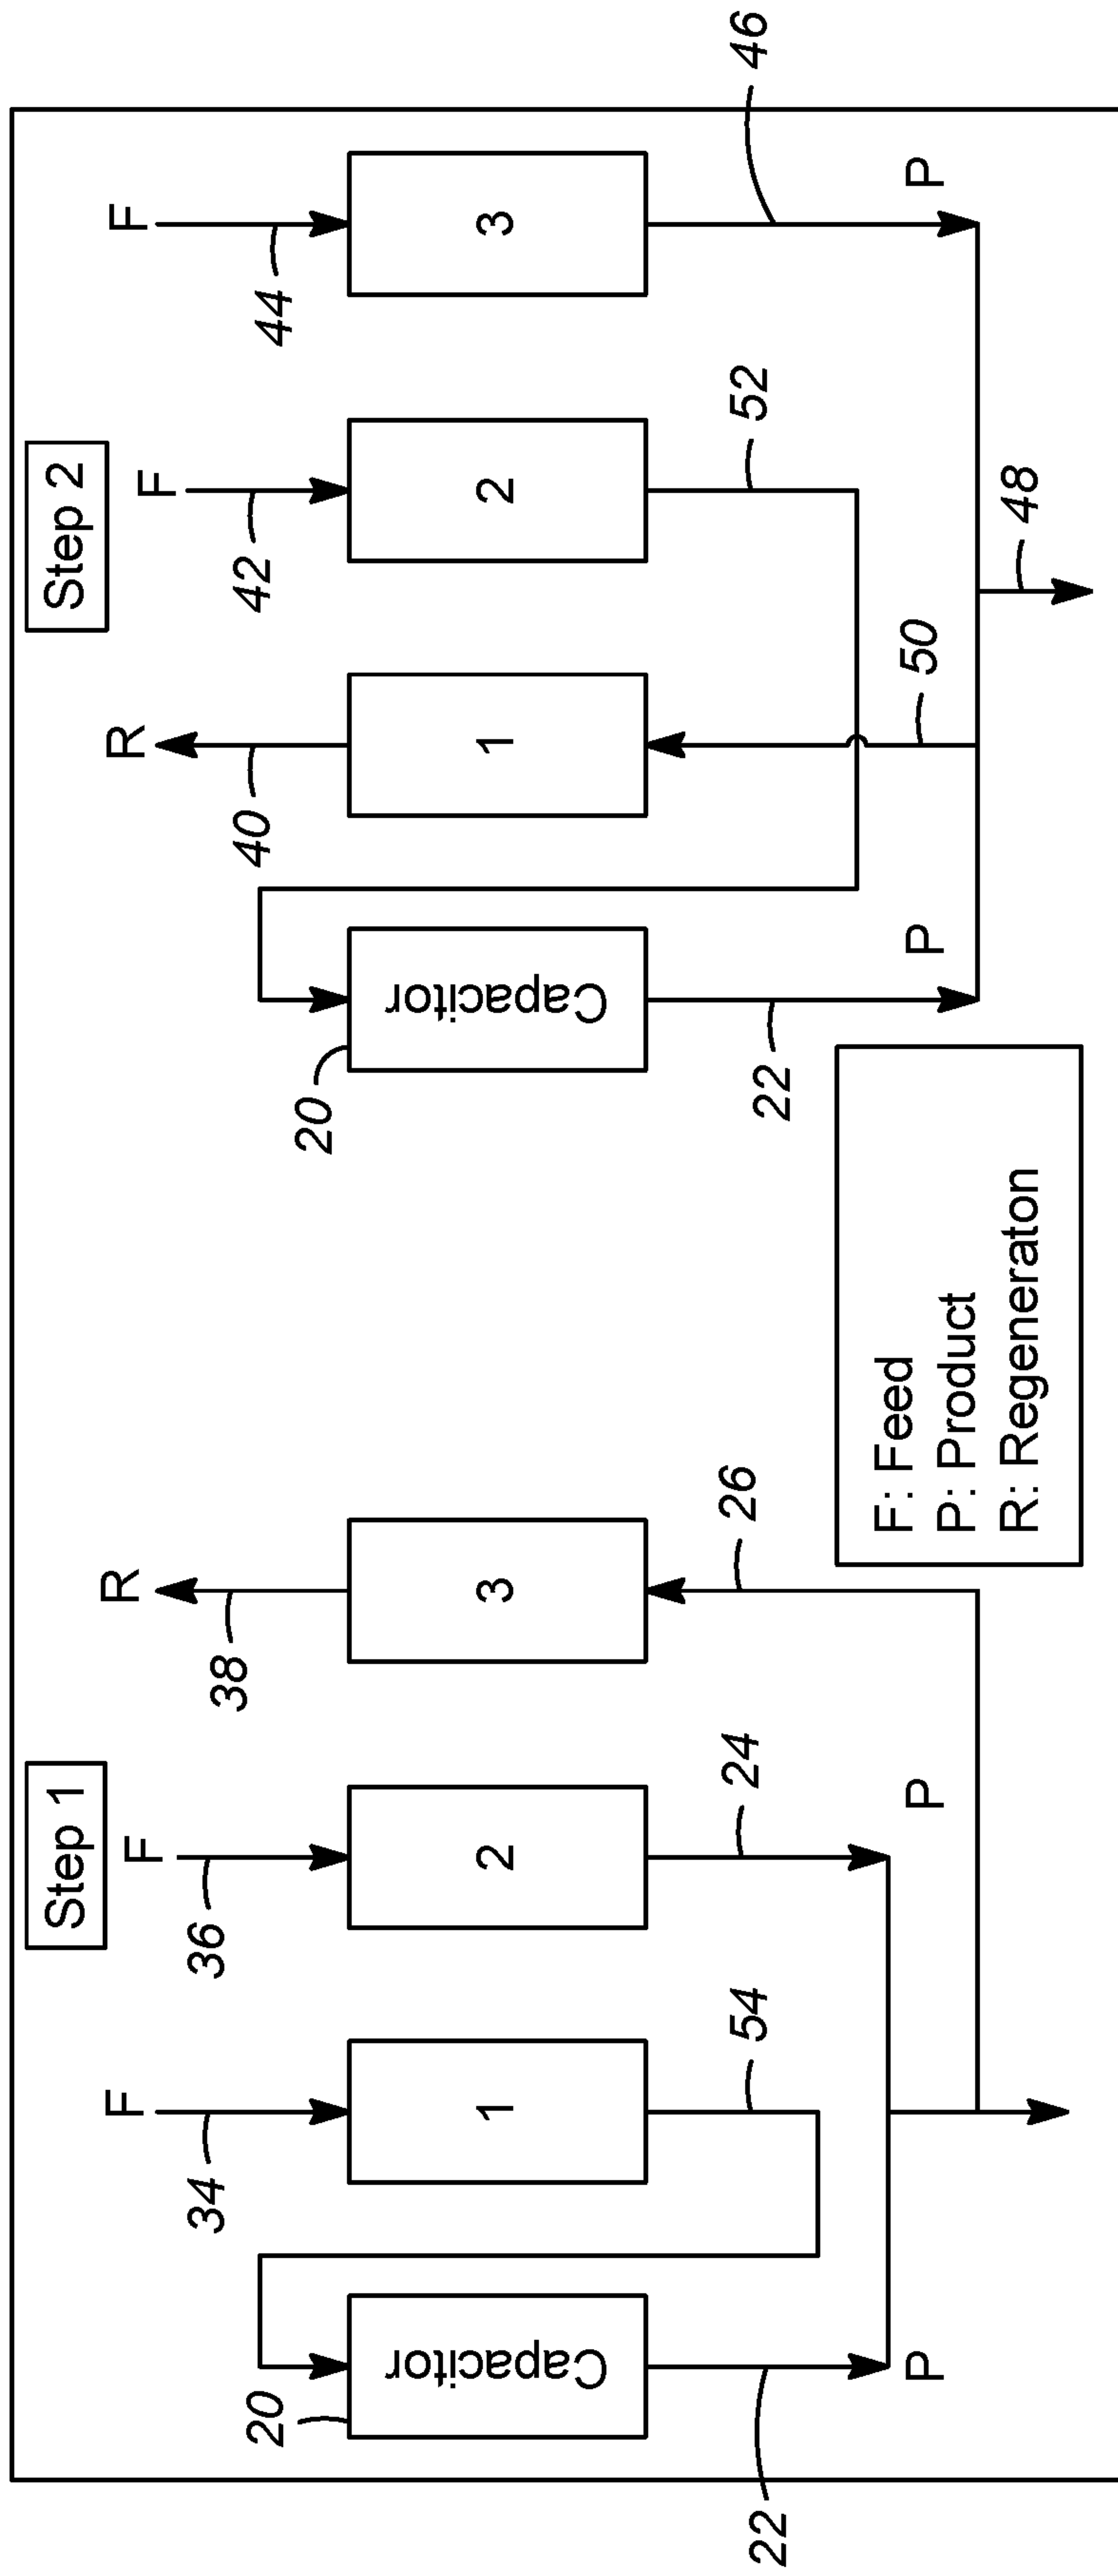 Step 1
F
34
F
36
R
38
20
Capacitor
1
2
3
54
24
26
22
P
P
Step 2
R
40
F
42
F
44
20
Capacitor
1
2
3
52
46
22
P
50
P
48
F: Feed
P: Product
R: Regeneraton